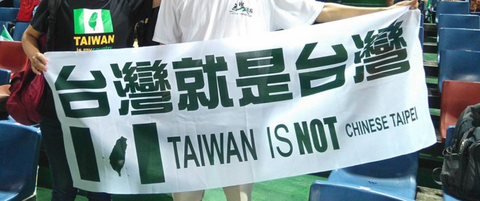 TAIWAN
台灣就是台灣
TAIWAN IS NOT CHINESE TAIPEI